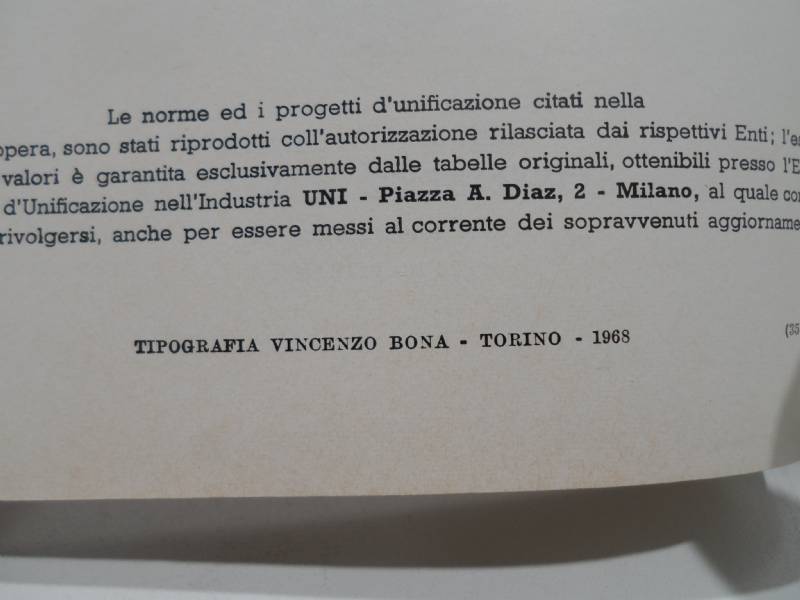 Le norme ed i progetti d'unificazione citati nella
opera, sono stati riprodotti coll'autorizzazione rilasciata dai rispettivi Enti;
valori è garantita esclusivamente dalle tabelle originali, ottenibili presso
d'Unificazione nell'Industria UNI - Piazza A. Diaz, 2 - Milano, al quale
rivolgersi, anche per essere messi al corrente dei sopravvenuti
TIPOGRAFIA VINCENZO BONA - TORINO - 1968
(35